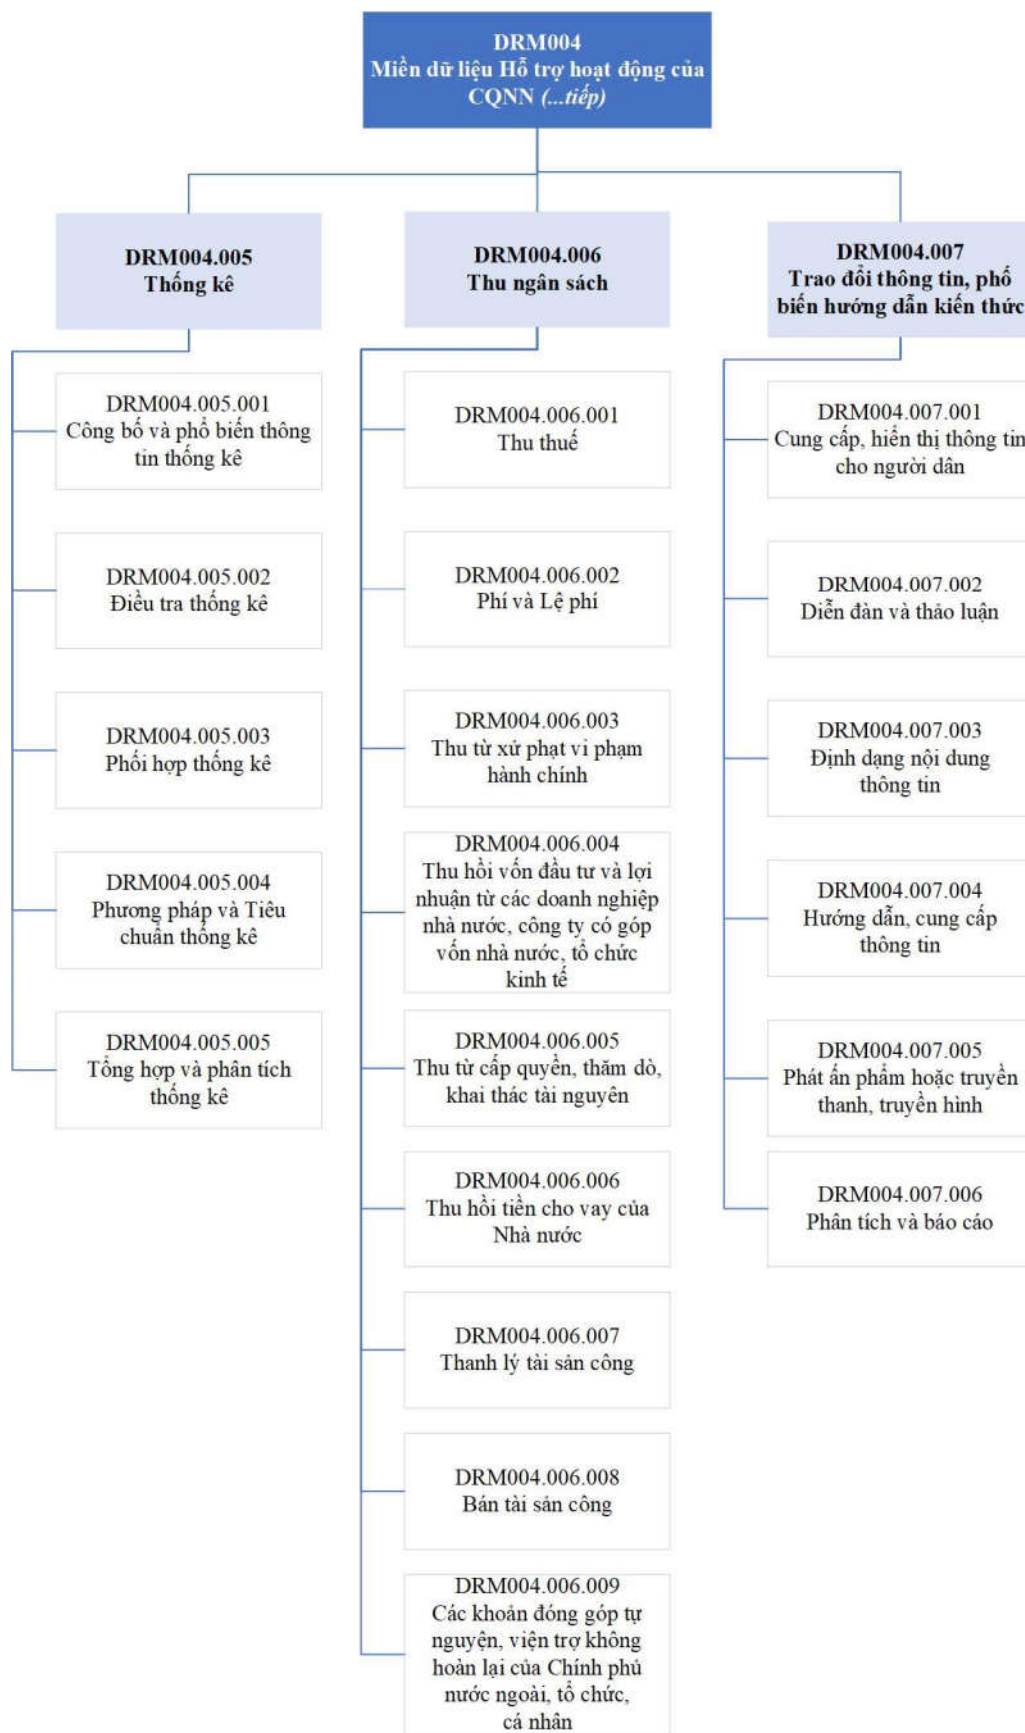 DRM004
Miền dữ liệu Hỗ trợ hoạt động của
CQNN (...tiếp)
DRM004.005
Thống kê
DRM004.005.001
Công bố và phổ biến thông
tin thống kê
DRM004.005.002
Điều tra thống kê
DRM004.005.003
Phối hợp thống kê
DRM004.005.004
Phương pháp và Tiêu
chuẩn thống kê
DRM004.005.005
Tổng hợp và phân tích
thống kê
DRM004.006
Thu ngân sách
DRM004.006.001
Thu thuế
DRM004.006.002
Phí và Lệ phí
DRM004.006.003
Thu từ xử phạt vi phạm
hành chính
DRM004.006.004
Thu hồi vốn đầu tư và lợi
nhuận từ các doanh nghiệp
nhà nước, công ty có góp
vốn nhà nước, tổ chức
kinh tế
DRM004.006.005
Thu từ cấp quyền, thăm dò,
khai thác tài nguyên
DRM004.006.006
Thu hồi tiền cho vay của
Nhà nước
DRM004.006.007
Thanh lý tài sản công
DRM004.006.008
Bán tài sản công
DRM004.006.009
Các khoản đóng góp tự
nguyện, viện trợ không
hoàn lại của Chính phủ
nước ngoài, tổ chức,
cá nhân
DRM004.007
Trao đổi thông tin, phổ
biến hướng dẫn kiến thức
DRM004.007.001
Cung cấp, hiển thị thông tin
cho người dân
DRM004.007.002
Diễn đàn và thảo luận
DRM004.007.003
Định dạng nội dung
thông tin
DRM004.007.004
Hướng dẫn, cung cấp
thông tin
DRM004.007.005
Phát ấn phẩm hoặc truyền
thanh, truyền hình
DRM004.007.006
Phân tích và báo cáo